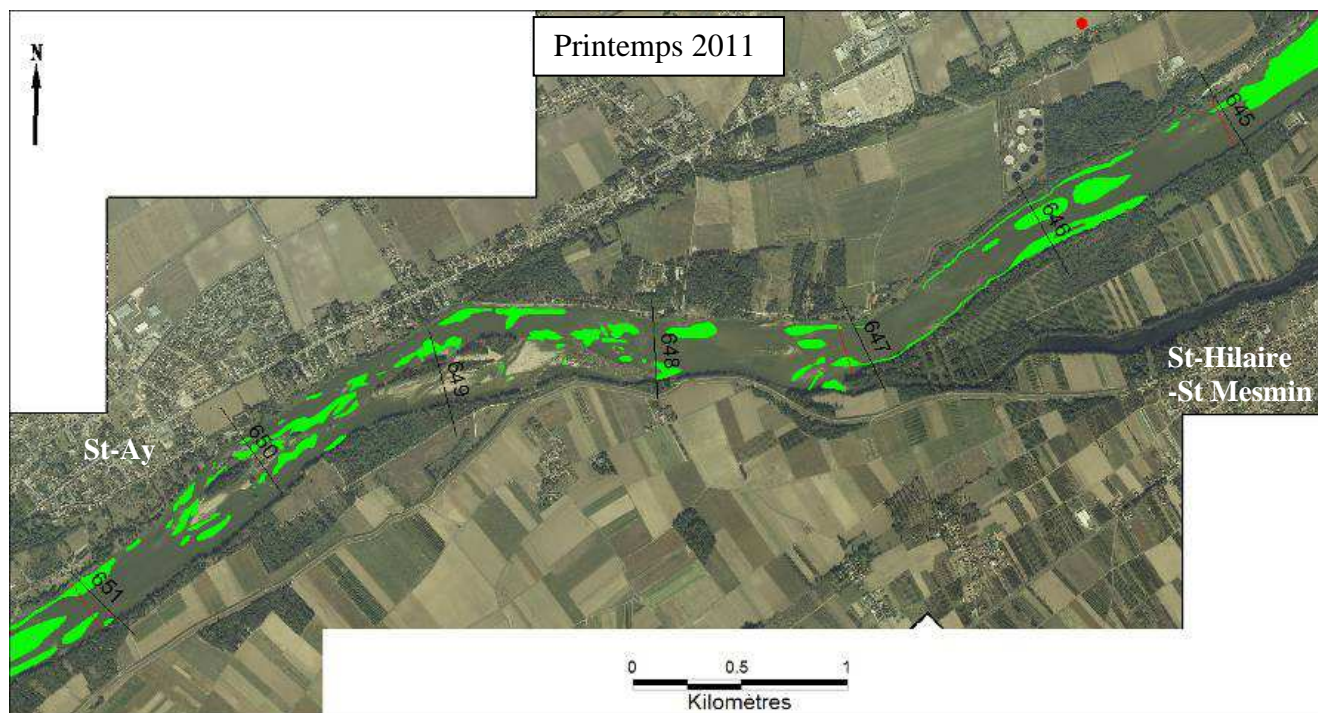 Printemps 2011
N
645
646
647
648
649
650
651
St-Hilaire
-St Mesmin
St-Ay
0 0.5 1
Kilomètres